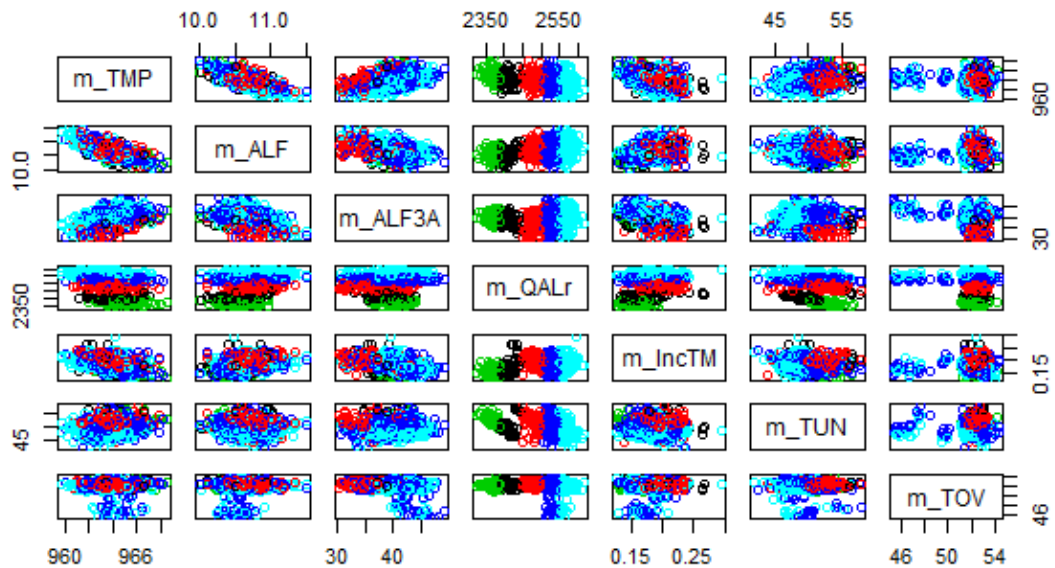 10.0 11.0 2350 2550 45 55
m_TMP 960
10.0 m_ALF
m_ALF3A 30
2350 m_QALr
m_IncTM 0.15
45 m_TUN
m_TOV 46
960 966 30 40 0.15 0.25 46 50 54